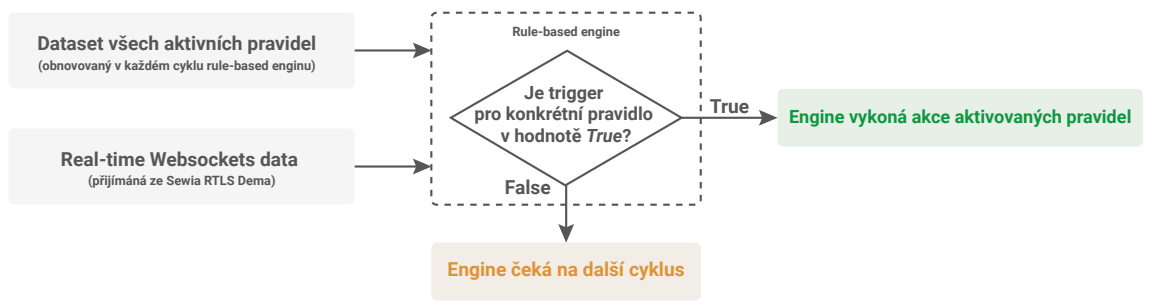 Dataset všech aktivních pravidel
(obnovovaný v každém cyklu rule-based enginu)
Real-time Websockets data
(přijímáná ze Sewia RTLS Dema)
Rule-based engine
Je trigger
pro konkrétní pravidlo
v hodnotě True?
True
False
Engine vykoná akce aktivovaných pravidel
Engine čeká na další cyklus